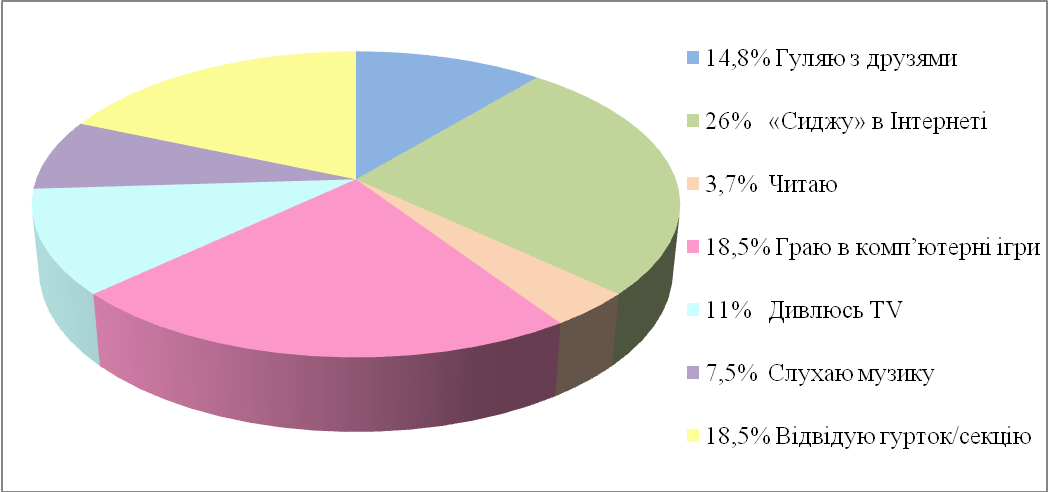 14,8% Гуляю з друзями
26% «Сиджу» в Інтернеті
3,7% Читаю
18,5% Граю в комп’ютерні ігри
11% Дивлюсь TV
7,5% Слухаю музику
18,5% Відвідую гурток/секцію